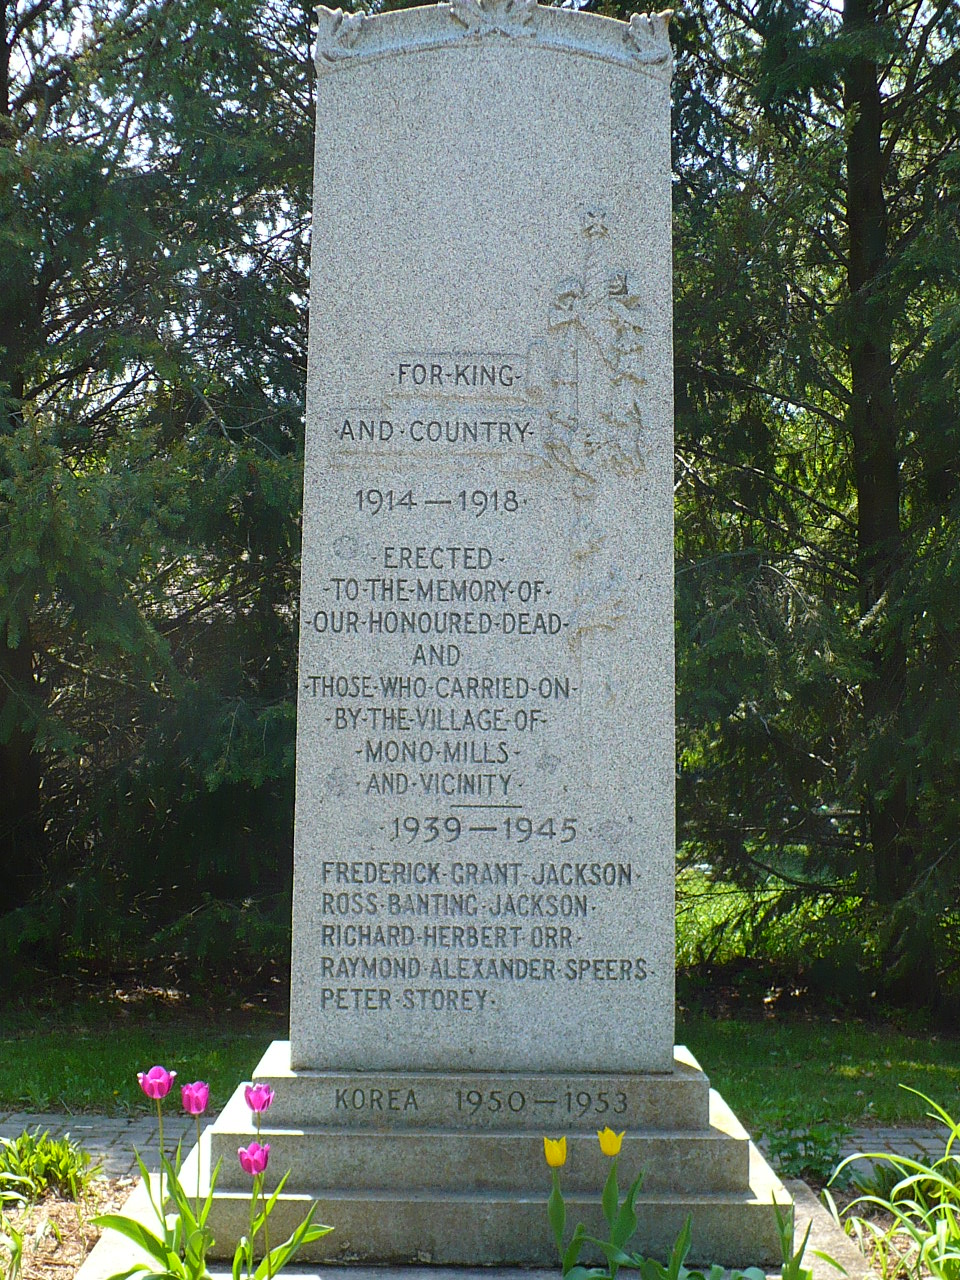 ·FOR·KING·
·AND·COUNTRY·
·1914—1918·
·ERECTED·
·TO·THE·MEMORY·OF·
·OUR·HONOURED·DEAD·
AND
·THOSE·WHO·CARRIED·ON·
·BY·THE·VILLAGE·OF·
·MONO·MILLS·
·AND·VICINITY·
·1939—1945·
FREDERICK·GRANT·JACKSON·
ROSS·BANTING·JACKSON·
RICHARD·HERBERT·ORR·
RAYMOND·ALEXANDER·SPEERS·
PETER·STOREY·
KOREA 1950—1953